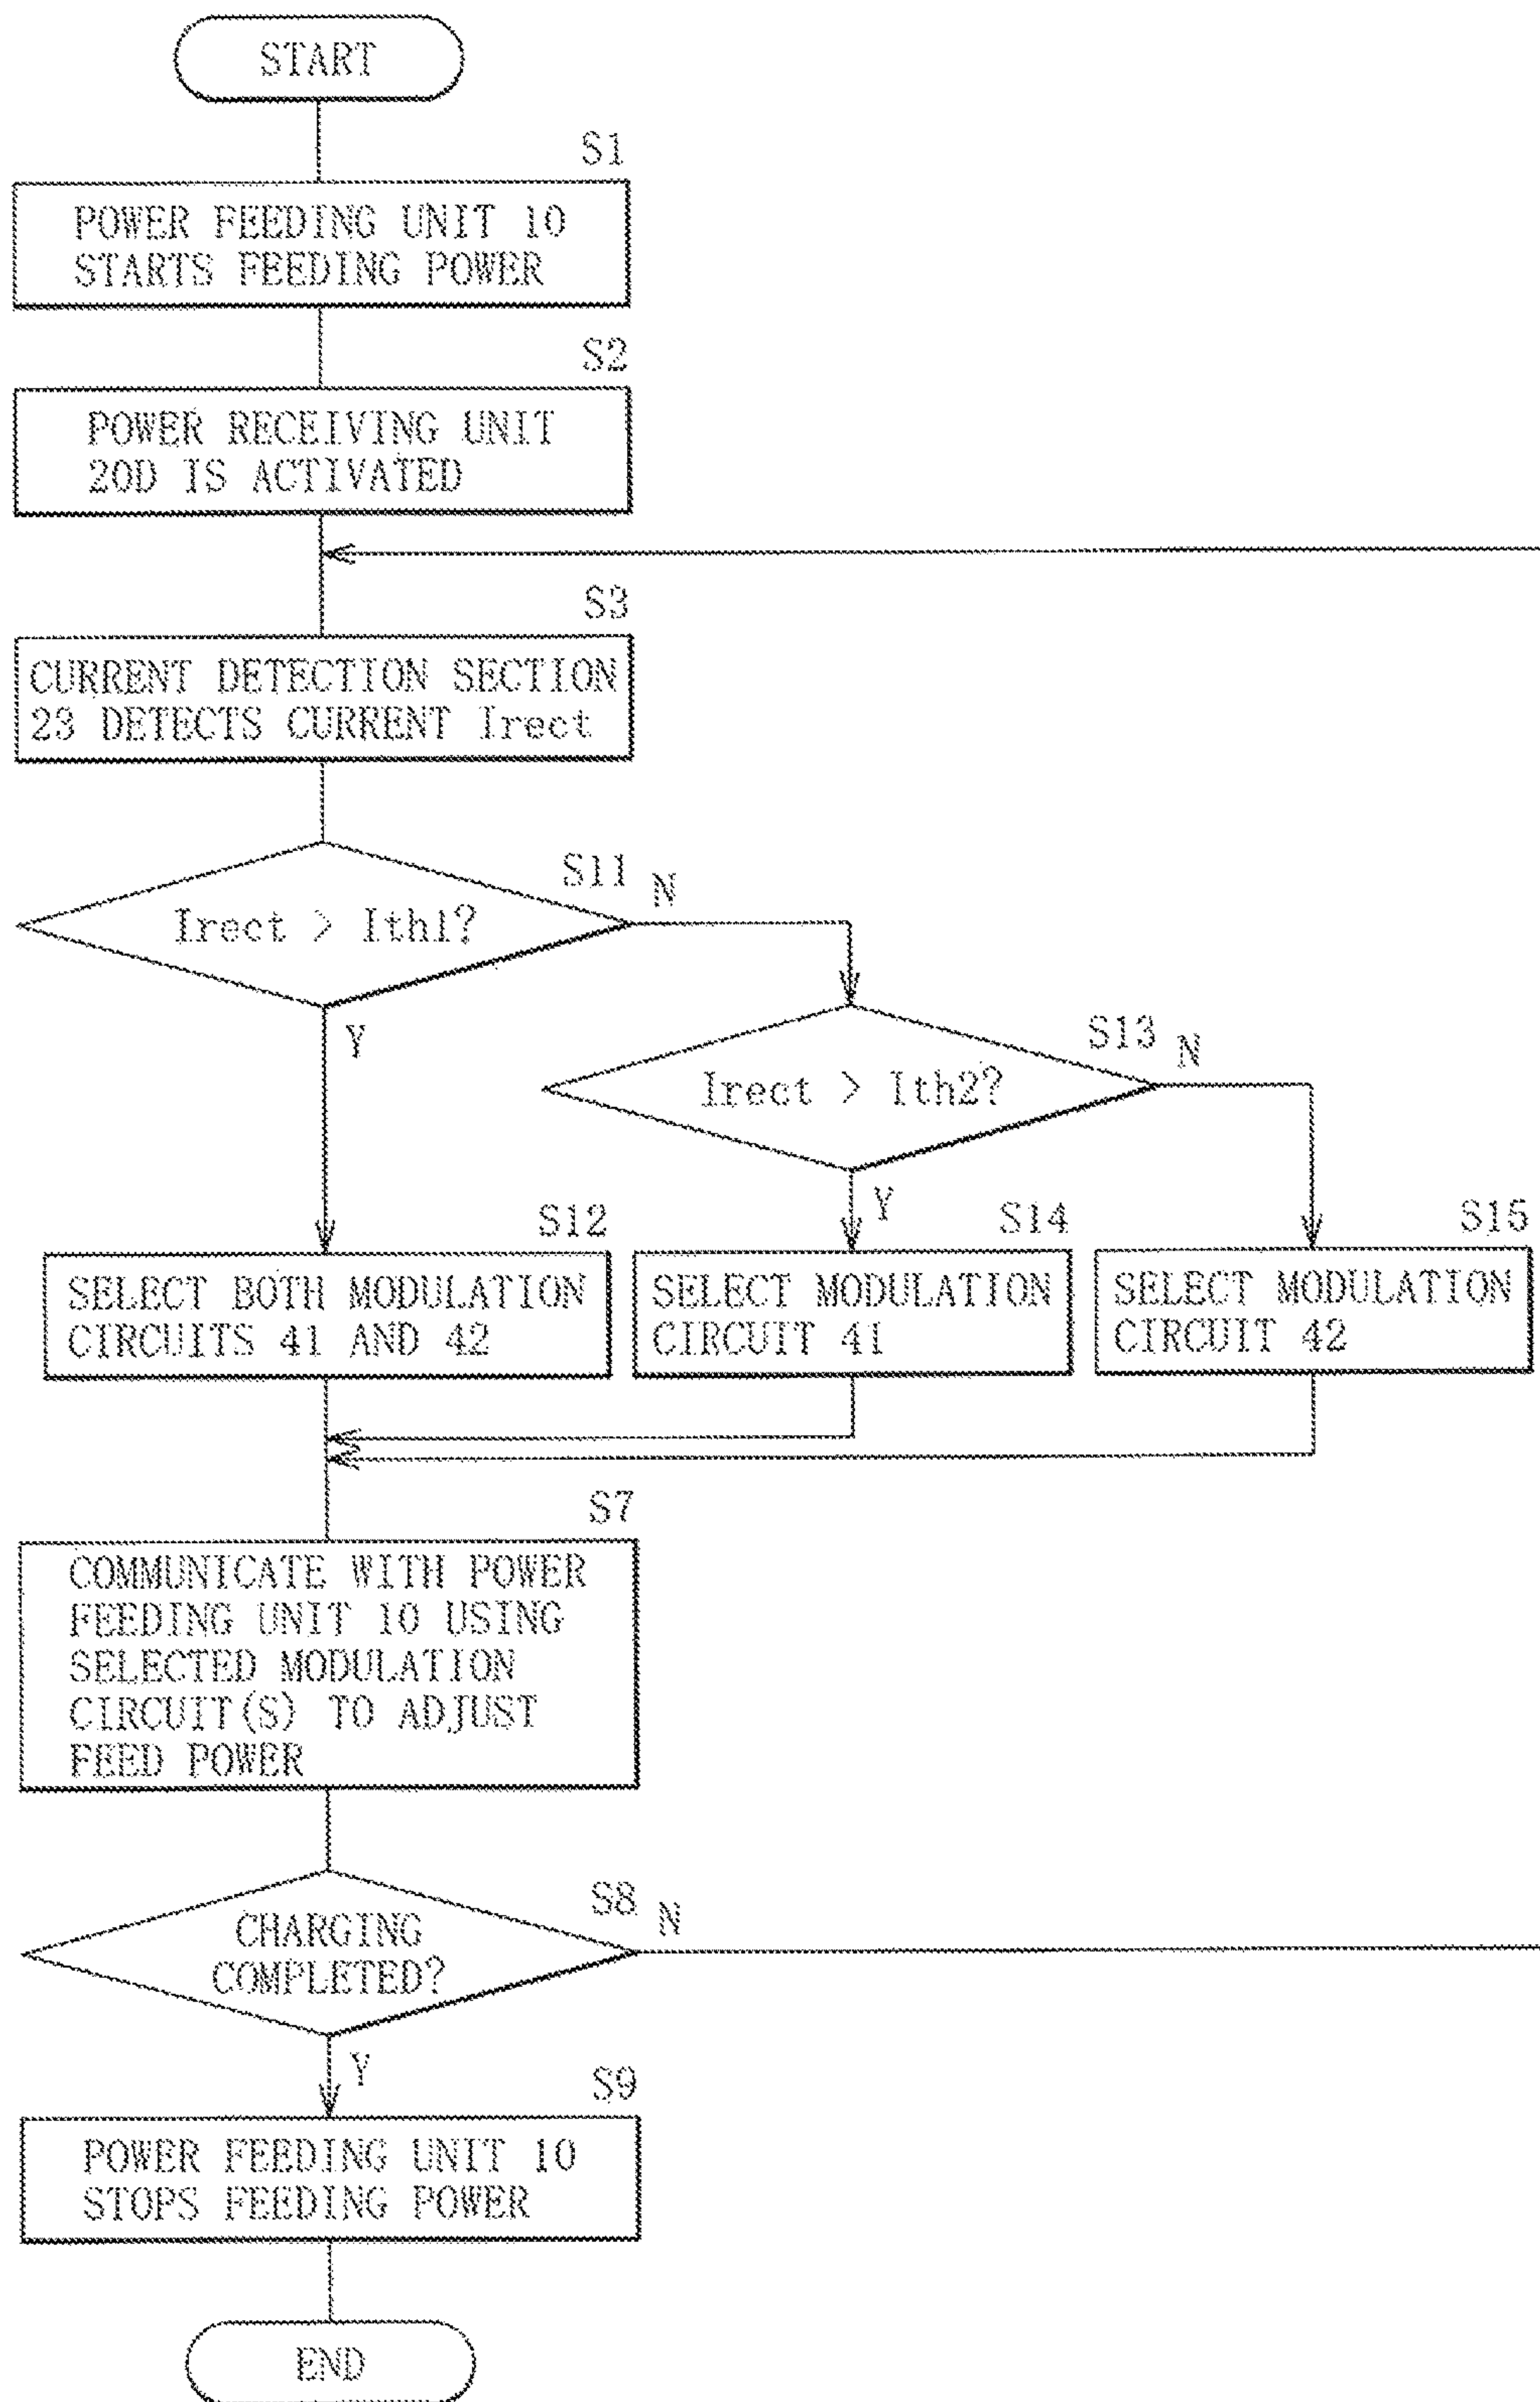 START
S1
POWER FEEDING UNIT 10
STARTS FEEDING POWER
S2
POWER RECEIVING UNIT
20D IS ACTIVATED
S3
CURRENT DETECTION SECTION
23 DETECTS CURRENT Irect
S11
N
Irect > Ith1?
Y
S13
N
Irect > Ith2?
Y
S12
SELECT BOTH MODULATION
CIRCUITS 41 AND 42
S14
SELECT MODULATION
CIRCUIT 41
S15
SELECT MODULATION
CIRCUIT 42
S7
COMMUNICATE WITH POWER
FEEDING UNIT 10 USING
SELECTED MODULATION
CIRCUIT(S) TO ADJUST
FEED POWER
S8
N
CHARGING
COMPLETED?
Y
S9
POWER FEEDING UNIT 10
STOPS FEEDING POWER
END